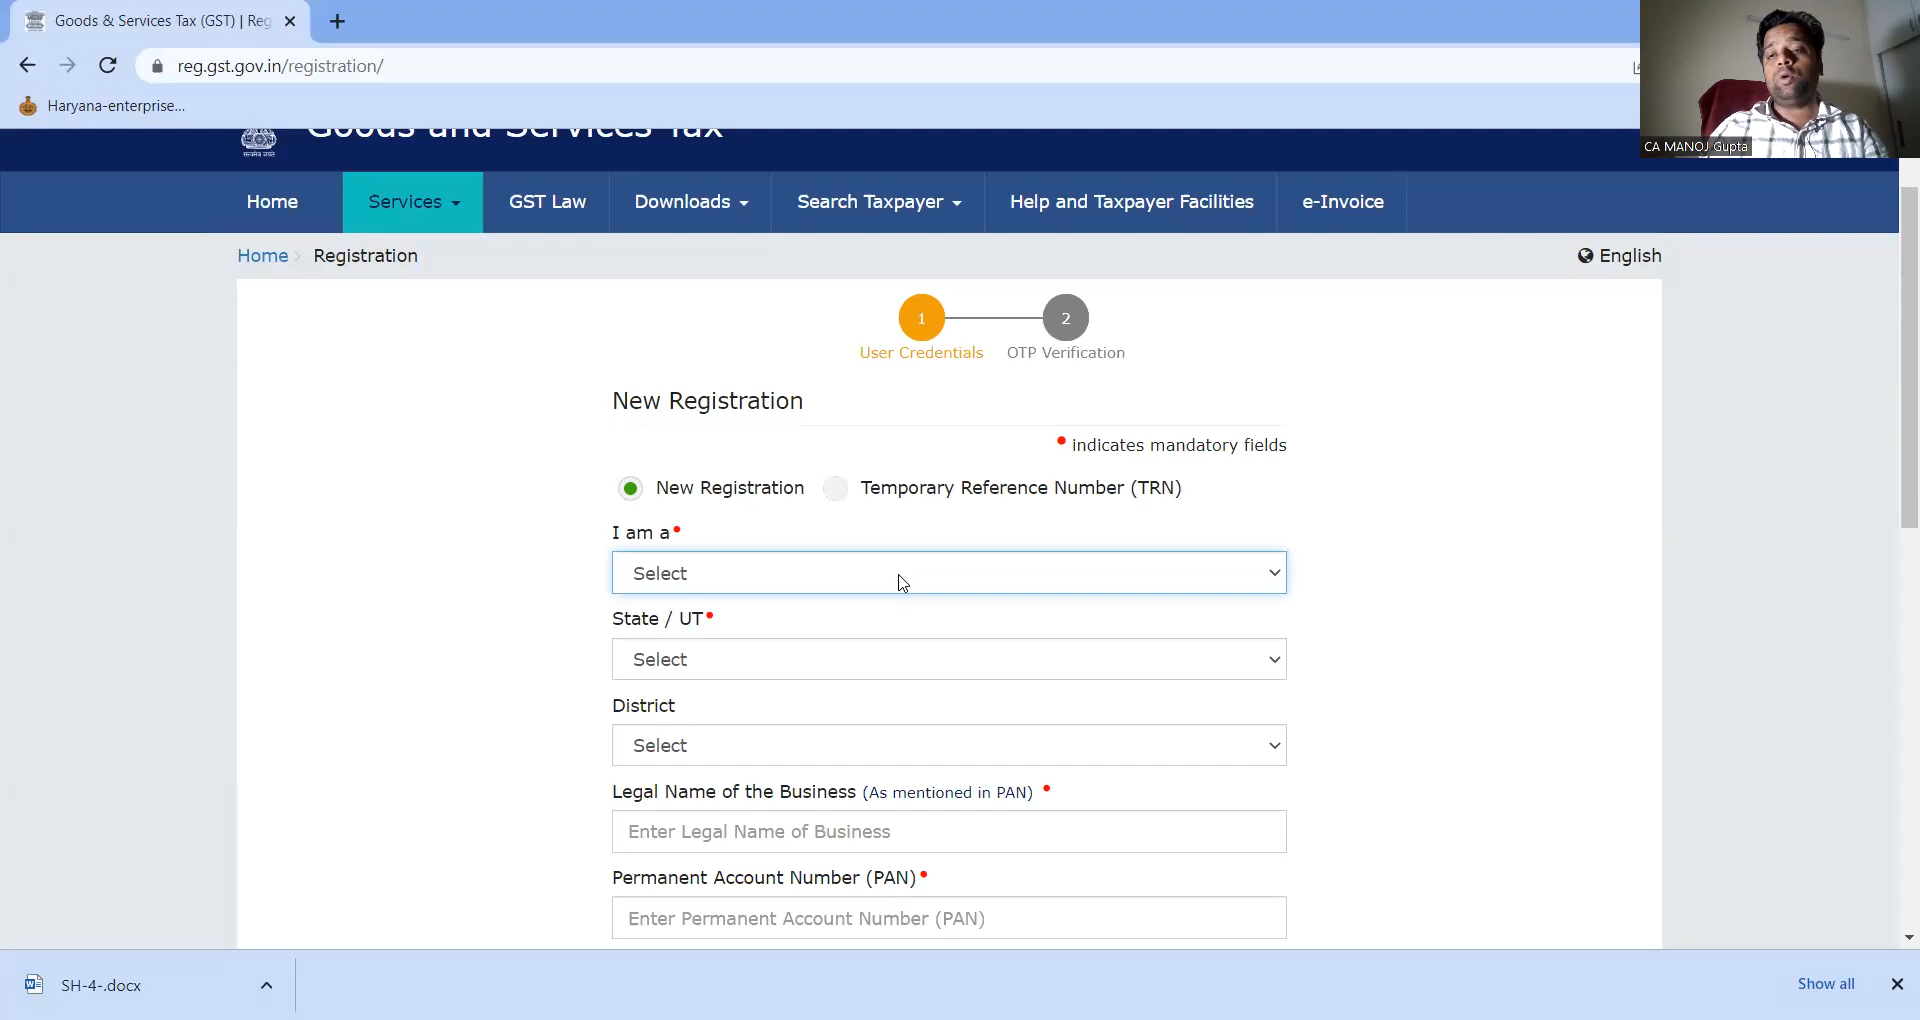 Goods & Services Tax (GST) | Reg
reg.gst.gov.in/registration/
Haryana-enterprise...
CA MANOJ Gupta
Goods and Services Tax
Home Services GST Law Downloads Search Taxpayer Help and Taxpayer Facilities e-Invoice
Home > Registration English
1 2
User Credentials OTP Verification
New Registration
• indicates mandatory fields
New Registration Temporary Reference Number (TRN)
I am a•
Select
State / UT•
Select
District
Select
Legal Name of the Business (As mentioned in PAN) •
Enter Legal Name of Business
Permanent Account Number (PAN)•
Enter Permanent Account Number (PAN)
SH-4-.docx Show all